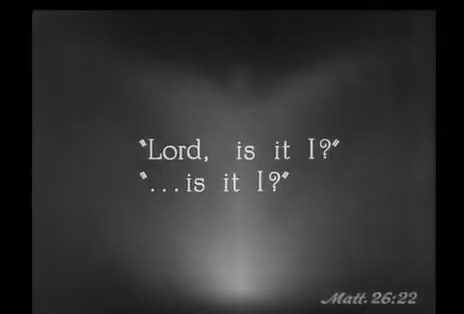 "Lord, is it I?"
"...is it I?"
Matt. 26:22